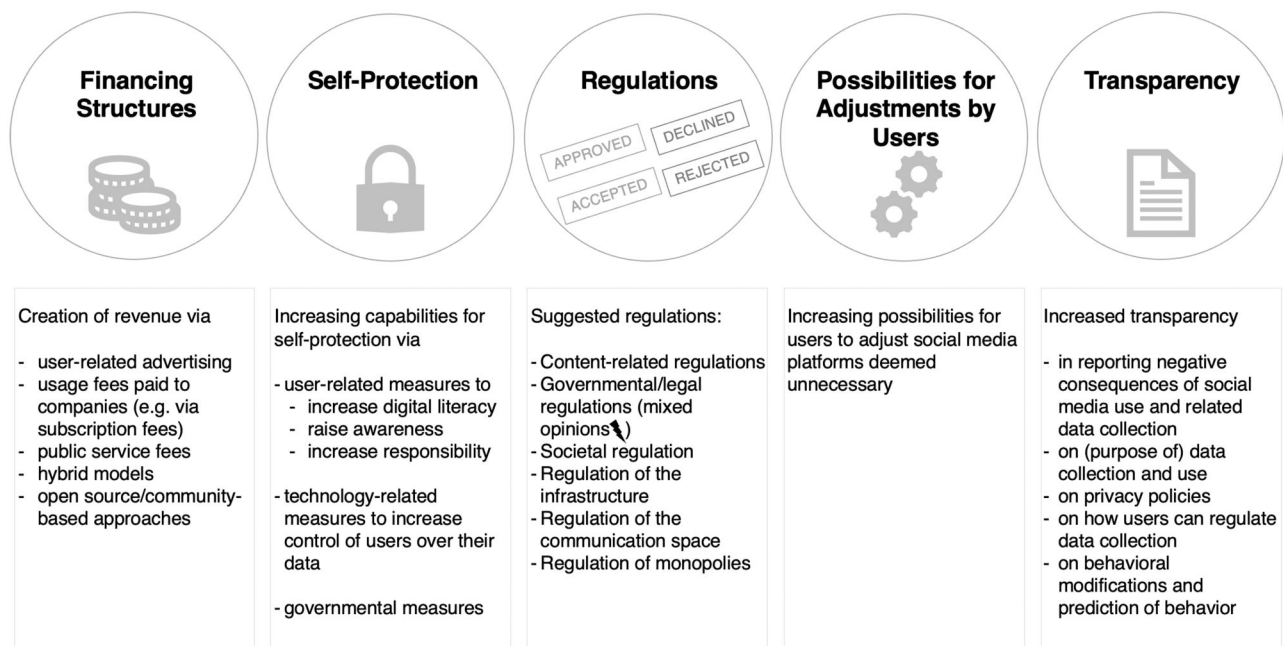 Financing
Structures
Self-Protection
Regulations
APPROVED
DECLINED
ACCEPTED
REJECTED
Possibilities for
Adjustments by
Users
Transparency
Creation of revenue via
- user-related advertising
- usage fees paid to
companies (e.g. via
subscription fees)
- public service fees
- hybrid models
- open source/community-
based approaches
Increasing capabilities for
self-protection via
- user-related measures to
- increase digital literacy
- raise awareness
- increase responsibility
- technology-related
measures to increase
control of users over their
data
- governmental measures
Suggested regulations:
- Content-related regulations
- Governmental/legal
regulations (mixed
opinions)
- Societal regulation
- Regulation of the
infrastructure
- Regulation of the
communication space
- Regulation of monopolies
Increasing possibilities for
users to adjust social media
platforms deemed
unnecessary
Increased transparency
- in reporting negative
consequences of social
media use and related
data collection
- on (purpose of) data
collection and use
- on privacy policies
- on how users can regulate
data collection
- on behavioral
modifications and
prediction of behavior